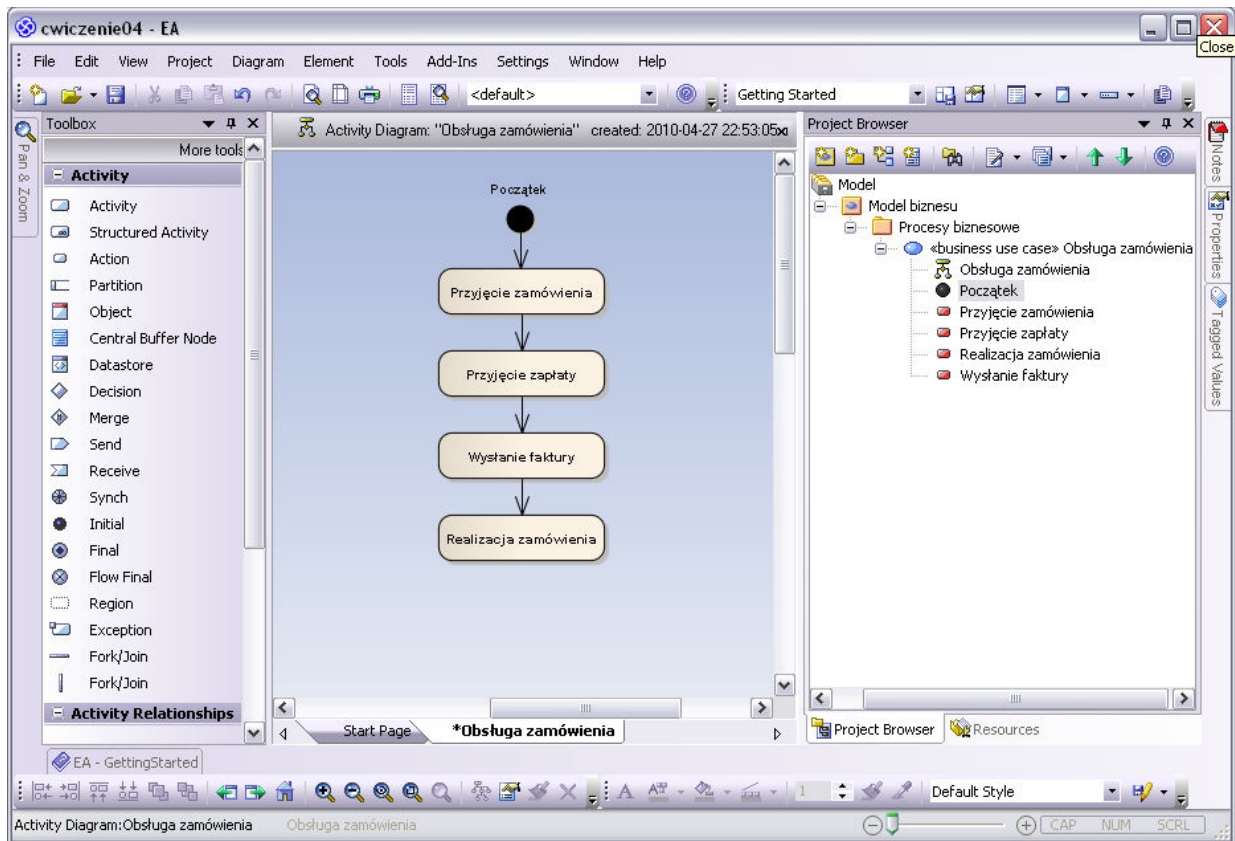 cwiczenie04 - EA
Close
File Edit View Project Diagram Element Tools Add-Ins Settings Window Help
<default>
Getting Started
Toolbox
More tools
Activity
Activity
Structured Activity
Action
Partition
Object
Central Buffer Node
Datastore
Decision
Merge
Send
Receive
Synch
Initial
Final
Flow Final
Region
Exception
Fork/Join
Fork/Join
Activity Relationships
Pan & Zoom
Activity Diagram: "Obsługa zamówienia" created: 2010-04-27 22:53:05
Początek
Przyjęcie zamówienia
Przyjęcie zapłaty
Wysłanie faktury
Realizacja zamówienia
Start Page
*Obsługa zamówienia
Project Browser
Model
Model biznesu
Procesy biznesowe
«business use case» Obsługa zamówienia
Obsługa zamówienia
Początek
Przyjęcie zamówienia
Przyjęcie zapłaty
Realizacja zamówienia
Wysłanie faktury
Project Browser
Resources
Notes
Properties
Tagged Values
EA - GettingStarted
A
1
Default Style
Activity Diagram:Obsługa zamówienia
Obsługa zamówienia
CAP NUM SCRL